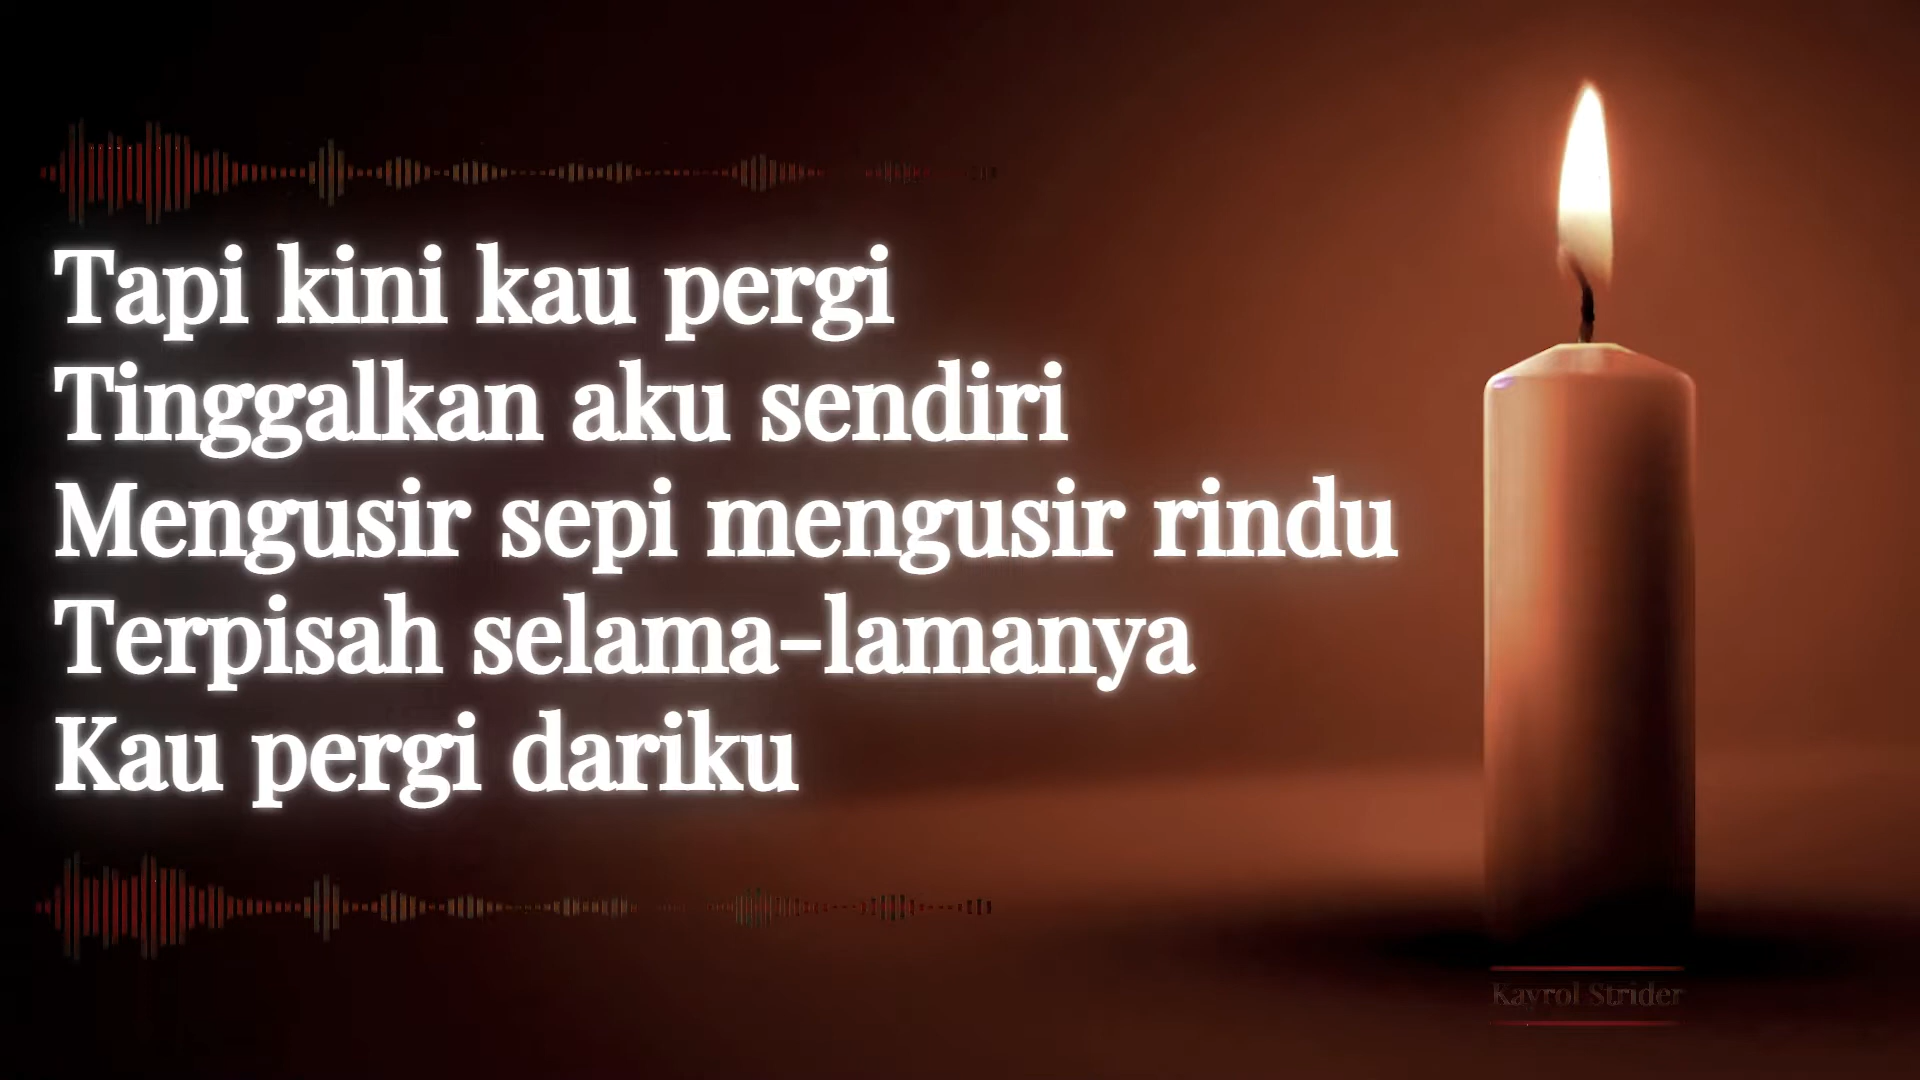 Tapi kini kau pergi
Tinggalkan aku sendiri
Mengusir sepi mengusir rindu
Terpisah selama-lamanya
Kau pergi dariku
Kayrol Strider